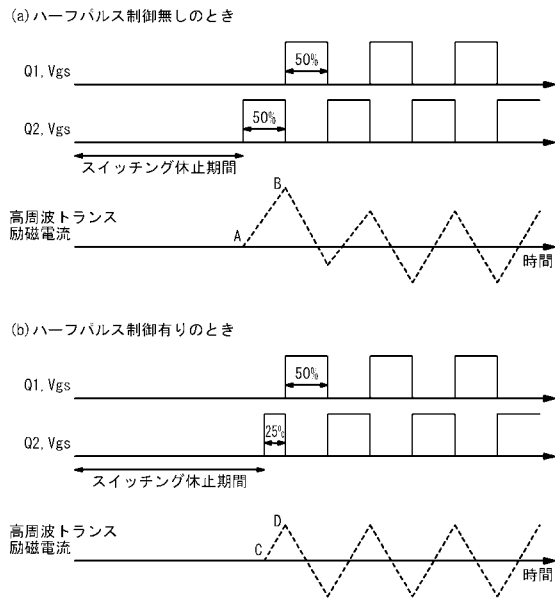 (a)ハーフパルス制御無しのとき
Q1,Vgs
50%
Q2,Vgs
50%
スイッチング休止期間
高周波トランス
励磁電流
A
B
時間
(b)ハーフパルス制御有りのとき
Q1,Vgs
50%
Q2,Vgs
25%
スイッチング休止期間
高周波トランス
励磁電流
C
D
時間